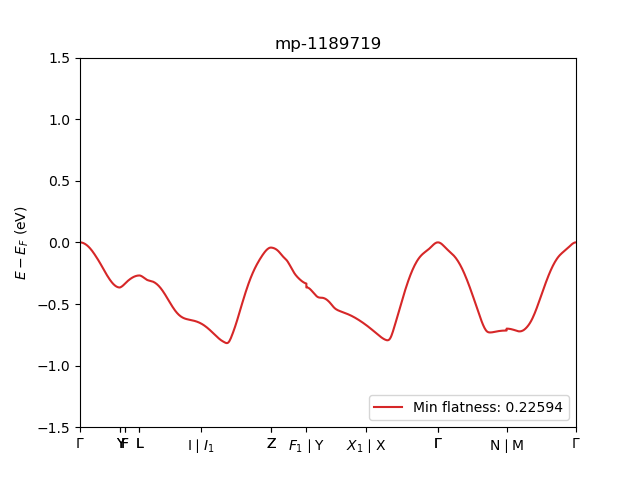 mp-1189719
E − E_F (eV)
1.5
1.0
0.5
0.0
−0.5
−1.0
−1.5
Γ Y F L I | I₁ Z F₁ | Y X₁ | X Γ N | M Γ
Min flatness: 0.22594